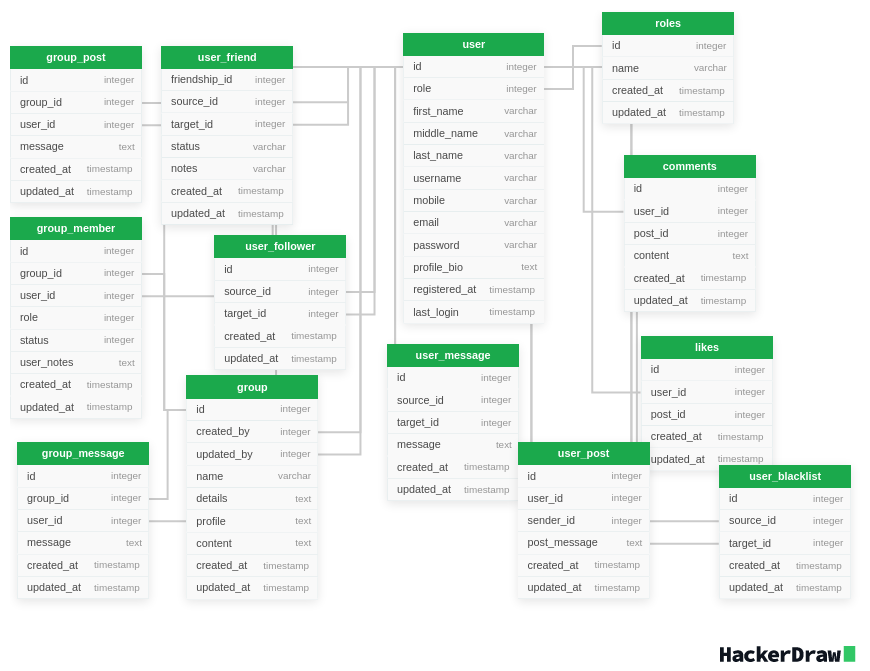 group_post
id integer
group_id integer
user_id integer
message text
created_at timestamp
updated_at timestamp
user_friend
friendship_id integer
source_id integer
target_id integer
status varchar
notes varchar
created_at timestamp
updated_at timestamp
user
id integer
role integer
first_name varchar
middle_name varchar
last_name varchar
username varchar
mobile varchar
email varchar
password varchar
profile_bio text
registered_at timestamp
last_login timestamp
roles
id integer
name varchar
created_at timestamp
updated_at timestamp
comments
id integer
user_id integer
post_id integer
content text
created_at timestamp
updated_at timestamp
group_member
id integer
group_id integer
user_id integer
role integer
status integer
user_notes text
created_at timestamp
updated_at timestamp
user_follower
id integer
source_id integer
target_id integer
created_at timestamp
updated_at timestamp
likes
id integer
user_id integer
post_id integer
created_at timestamp
updated_at timestamp
user_message
id integer
source_id integer
target_id integer
message text
created_at timestamp
updated_at timestamp
group
id integer
created_by integer
updated_by integer
name varchar
details text
profile text
content text
created_at timestamp
updated_at timestamp
group_message
id integer
group_id integer
user_id integer
message text
created_at timestamp
updated_at timestamp
user_post
id integer
user_id integer
sender_id integer
post_message text
created_at timestamp
updated_at timestamp
user_blacklist
id integer
source_id integer
target_id integer
created_at timestamp
updated_at timestamp
HackerDraw